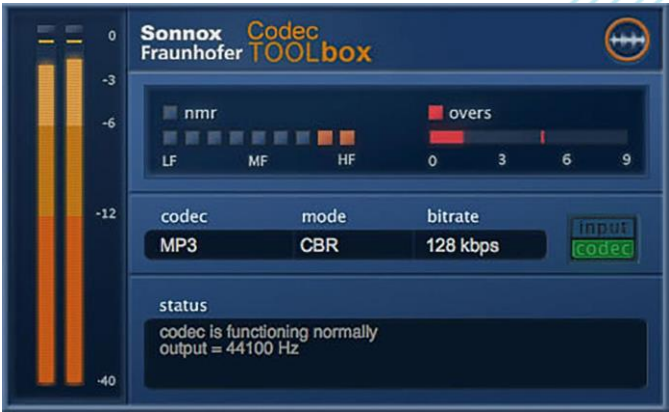 Sonnox Codec
Fraunhofer TOOLbox
0
-3
-6
-12
-40
nmr
LF MF HF
overs
0 3 6 9
codec mode bitrate
MP3 CBR 128 kbps
input
codec
status
codec is functioning normally
output = 44100 Hz